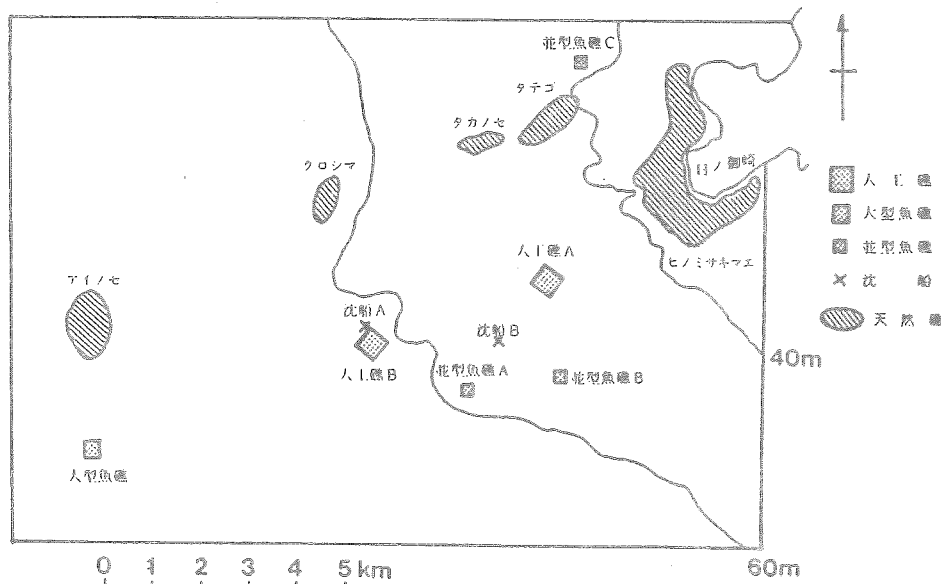 並型魚礁C
タテゴ
タカノセ
クロシマ
日ノ御崎
人工礁
大型魚礁
並型魚礁
沈船
天然礁
人工礁A
ヒノミサキマエ
アイノセ
沈船A
沈船B
人工礁B
並型魚礁A
並型魚礁B
40m
大型魚礁
0 1 2 3 4 5km
60m